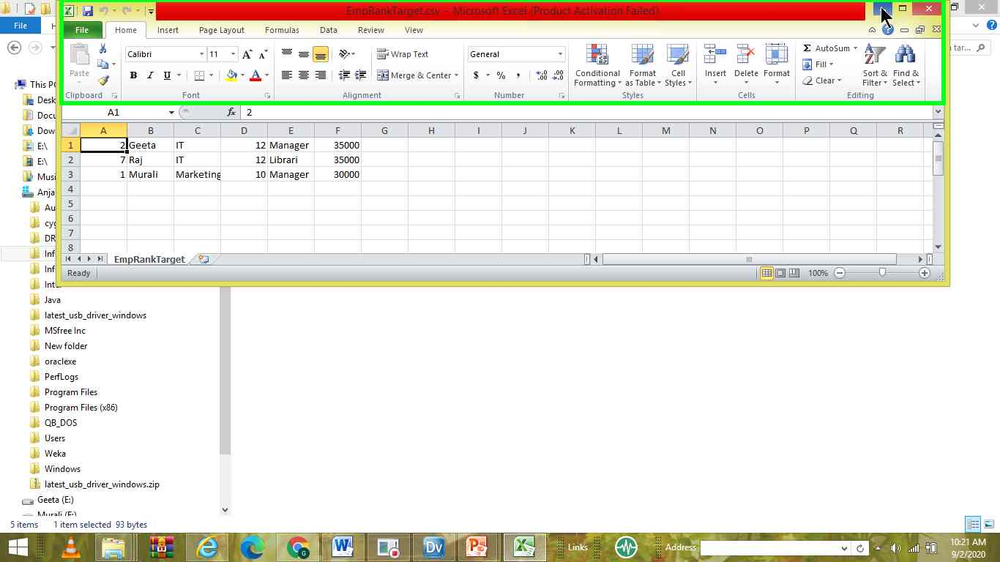 EmpRankTarget.csv - Microsoft Excel (Product Activation Failed)
File
File Home Insert Page Layout Formulas Data Review View
Paste
Calibri 11
B I U
Wrap Text
Merge & Center
General
$ % ,
Conditional Formatting
Format as Table
Cell Styles
Insert Delete Format
Σ AutoSum
Fill
Clear
Sort & Filter
Find & Select
Clipboard Font Alignment Number Styles Cells Editing
A1 fx 2
A B C D E F G H I J K L M N O P Q R
1 2 Geeta IT 12 Manager 35000
2 7 Raj IT 12 Librari 35000
3 1 Murali Marketing 10 Manager 30000
4
5
6
7
8
EmpRankTarget
Ready 100%
This PC
Desk
Docu
Dow
E:\
E:\
Musi
Anja
Au
cyg
DR
Inf
Inf
Inte
Java
latest_usb_driver_windows
MSfree Inc
New folder
oraclexe
PerfLogs
Program Files
Program Files (x86)
QB_DOS
Users
Weka
Windows
latest_usb_driver_windows.zip
Geeta (E:)
5 items 1 item selected 93 bytes
Links Address
10:21 AM
9/2/2020